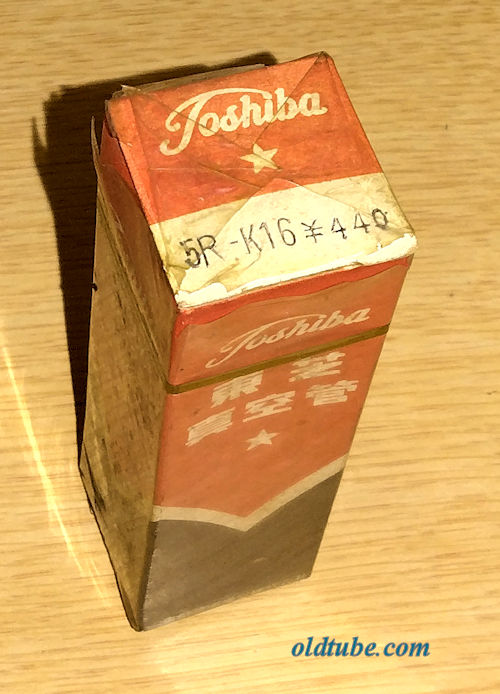 Toshiba
5R-K16¥440
Toshiba
東芝
真空管
oldtube.com